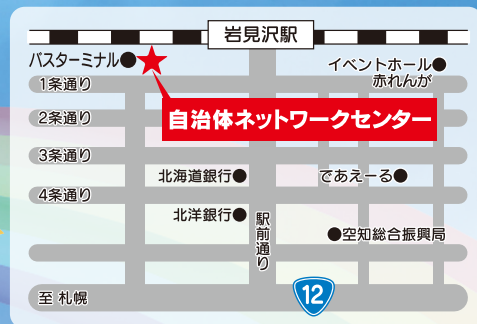 岩見沢駅
バスターミナル
イベントホール
赤れんが
1条通り
自治体ネットワークセンター
2条通り
3条通り
北海道銀行
であえーる
4条通り
北洋銀行
駅前通り
空知総合振興局
至 札幌
12